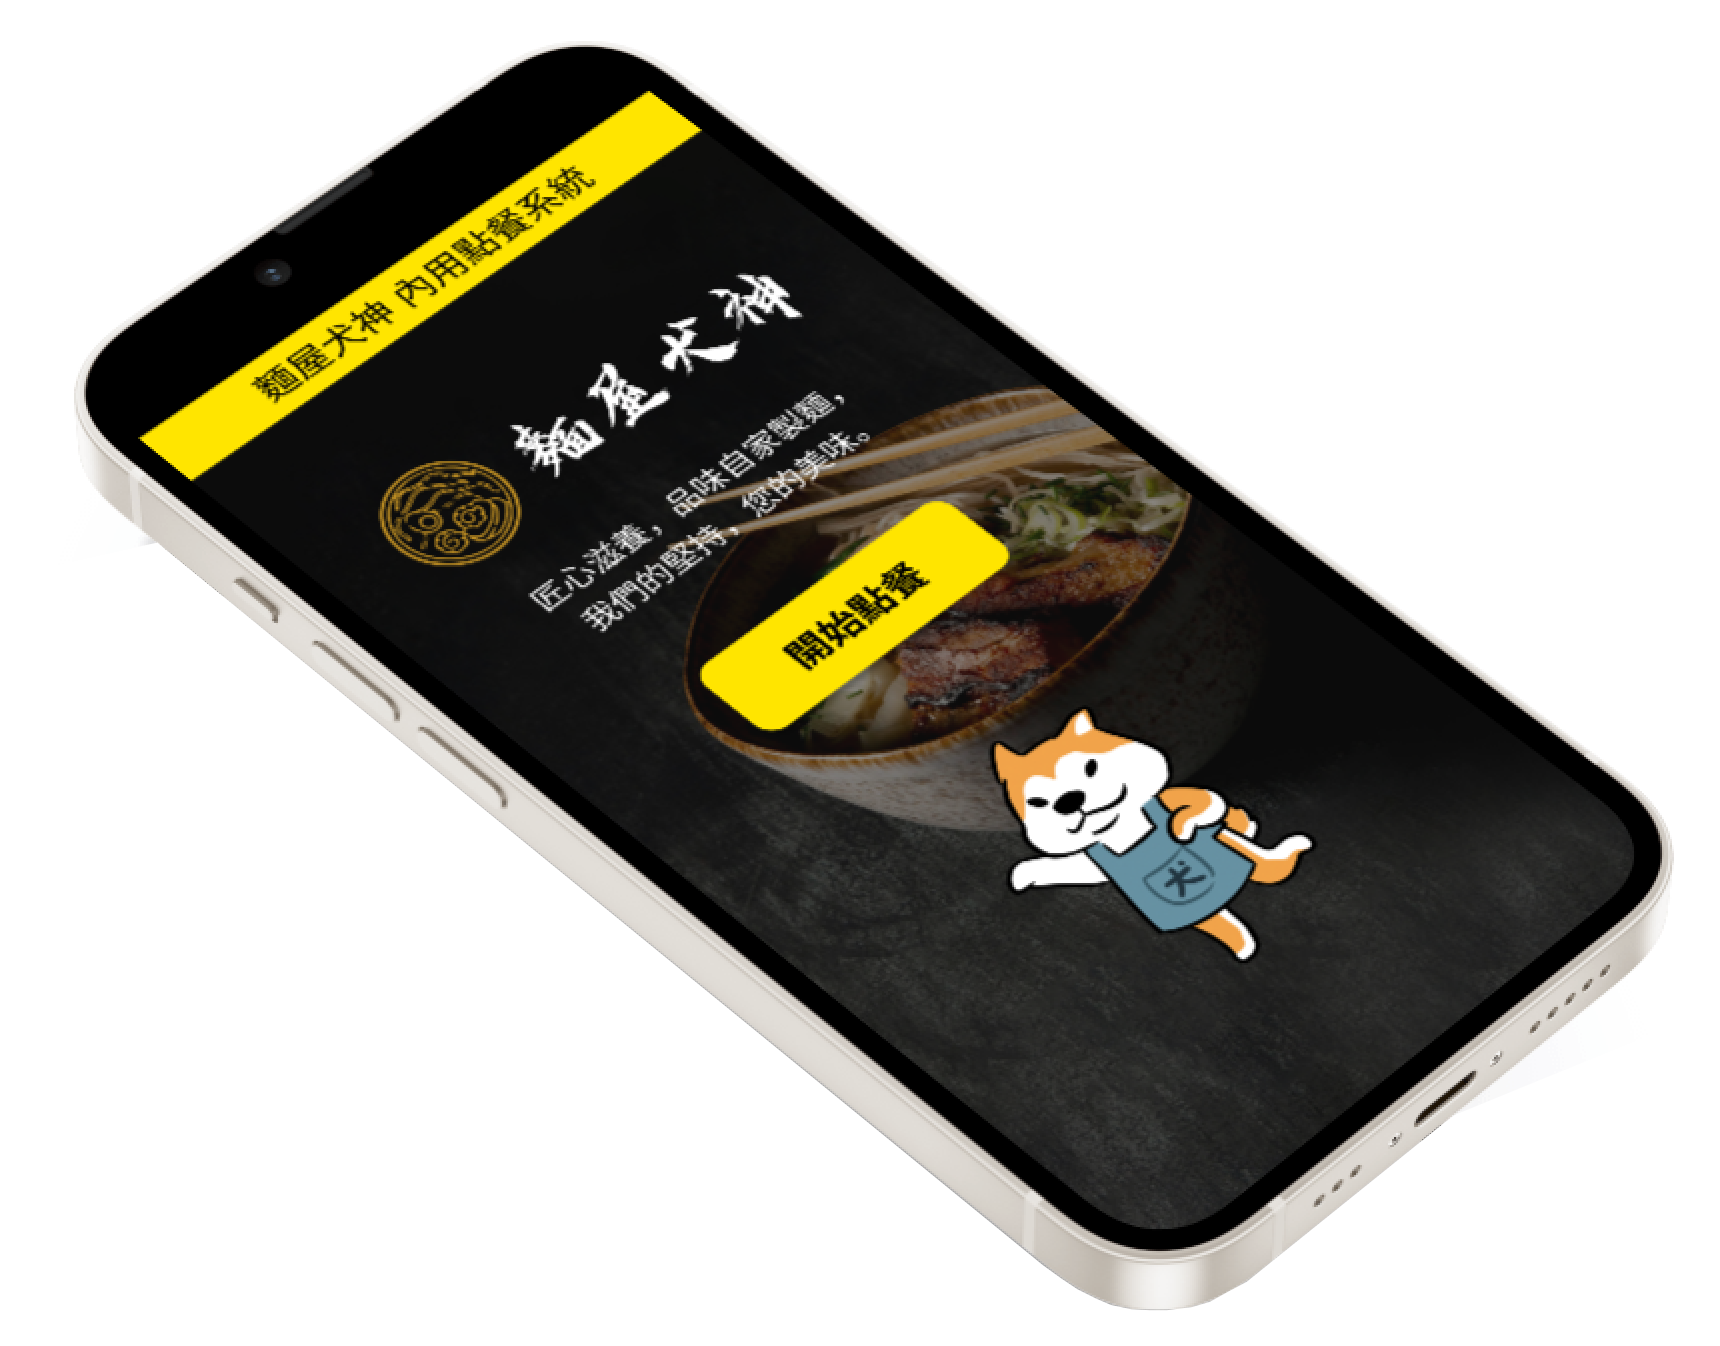 麵屋犬神 內用點餐系統
麵屋犬神
匠心滋養，品味自家製麵，
我們的堅持，您的美味。
開始點餐
犬